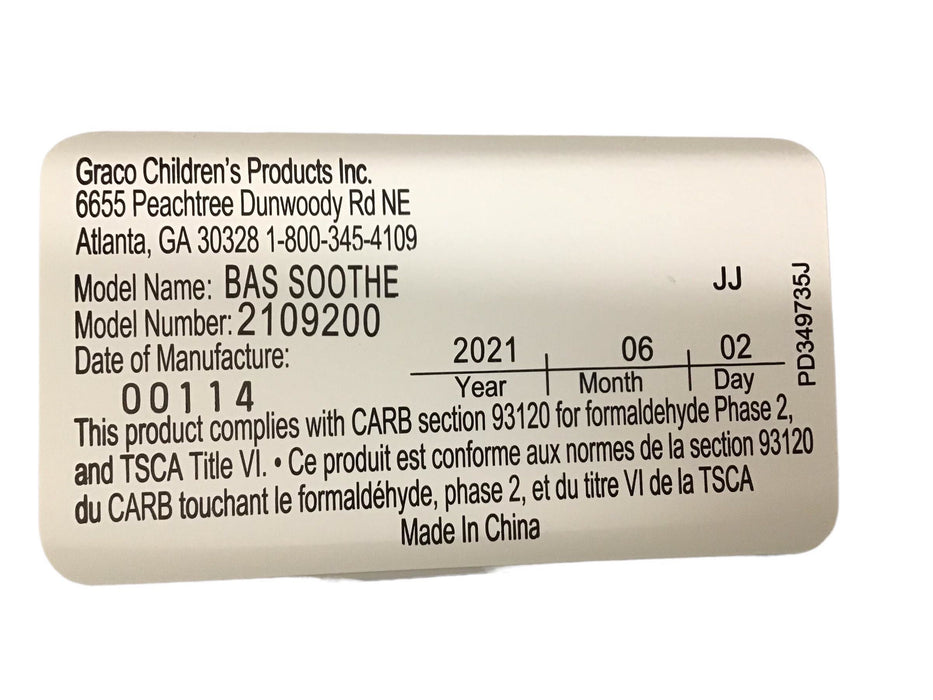 Graco Children's Products Inc.
6655 Peachtree Dunwoody Rd NE
Atlanta, GA 30328 1-800-345-4109
Model Name: BAS SOOTHE
JJ
Model Number: 2109200
Date of Manufacture:
2021 06 02
Year Month Day
00114
This product complies with CARB section 93120 for formaldehyde Phase 2,
and TSCA Title VI. • Ce produit est conforme aux normes de la section 93120
du CARB touchant le formaldéhyde, phase 2, et du titre VI de la TSCA
Made In China
PD349735J